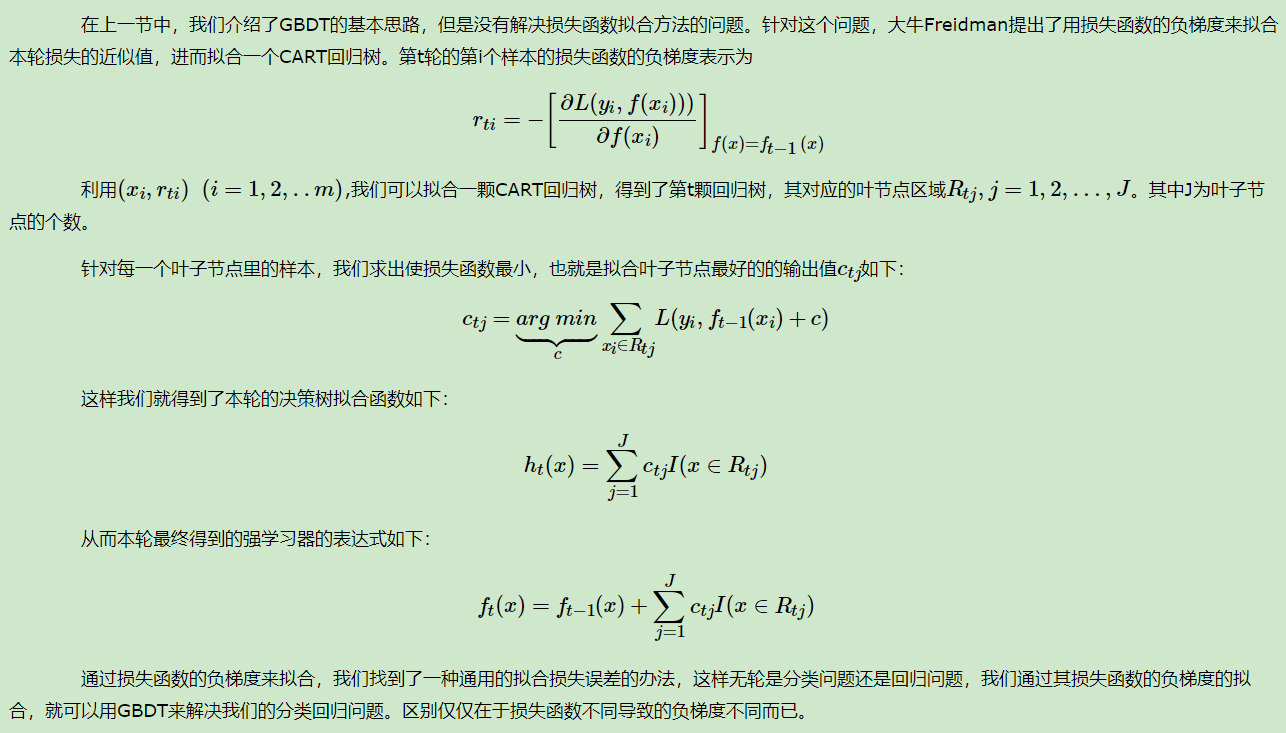 在上一节中，我们介绍了GBDT的基本思路，但是没有解决损失函数拟合方法的问题。针对这个问题，大牛Freidman提出了用损失函数的负梯度来拟合
本轮损失的近似值，进而拟合一个CART回归树。第t轮的第i个样本的损失函数的负梯度表示为
r_{ti} = -\left[\frac{\partial L(y_i, f(x_i)))}{\partial f(x_i)}\right]_{f(x)=f_{t-1}(x)}
利用(x_i, r_{ti}) (i = 1, 2, ..m),我们可以拟合一颗CART回归树，得到了第t颗回归树，其对应的叶节点区域R_{tj}, j = 1, 2, ..., J。其中J为叶子节
点的个数。
针对每一个叶子节点里的样本，我们求出使损失函数最小，也就是拟合叶子节点最好的的输出值c_{tj}如下：
c_{tj} = \underbrace{arg min}_{c} \sum_{x_i \in R_{tj}} L(y_i, f_{t-1}(x_i) + c)
这样我们就得到了本轮的决策树拟合函数如下：
h_t(x) = \sum_{j=1}^{J} c_{tj} I(x \in R_{tj})
从而本轮最终得到的强学习器的表达式如下：
f_t(x) = f_{t-1}(x) + \sum_{j=1}^{J} c_{tj} I(x \in R_{tj})
通过损失函数的负梯度来拟合，我们找到了一种通用的拟合损失误差的办法，这样无轮是分类问题还是回归问题，我们通过其损失函数的负梯度的拟
合，就可以用GBDT来解决我们的分类回归问题。区别仅仅在于损失函数不同导致的负梯度不同而已。